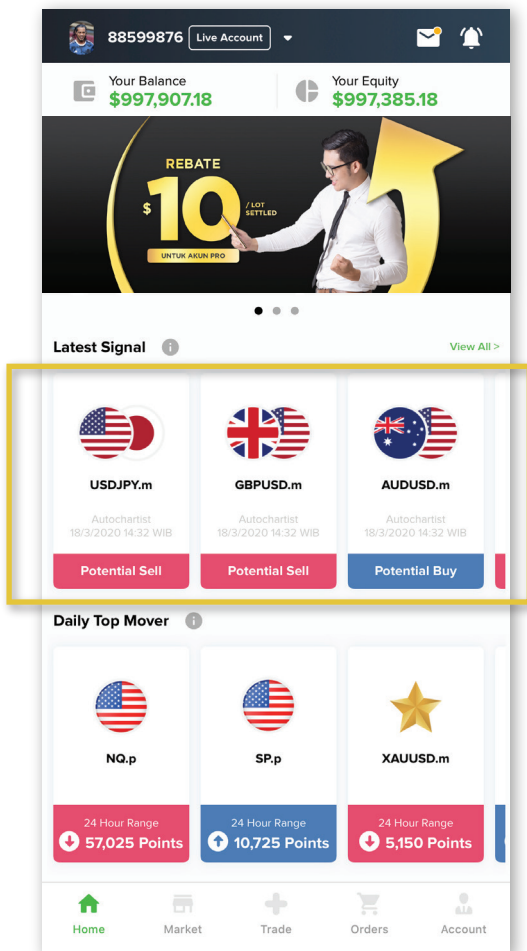 88599876 Live Account
Your Balance
$997,907.18
Your Equity
$997,385.18
REBATE
$10 / LOT SETTLED
UNTUK AKUN PRO
Latest Signal i View All >
USDJPY.m
Autochartist
18/3/2020 14:32 WIB
Potential Sell
GBPUSD.m
Autochartist
18/3/2020 14:32 WIB
Potential Sell
AUDUSD.m
Autochartist
18/3/2020 14:32 WIB
Potential Buy
Daily Top Mover i
NQ.p
24 Hour Range
57,025 Points
SP.p
24 Hour Range
10,725 Points
XAUUSD.m
24 Hour Range
5,150 Points
Home Market Trade Orders Account